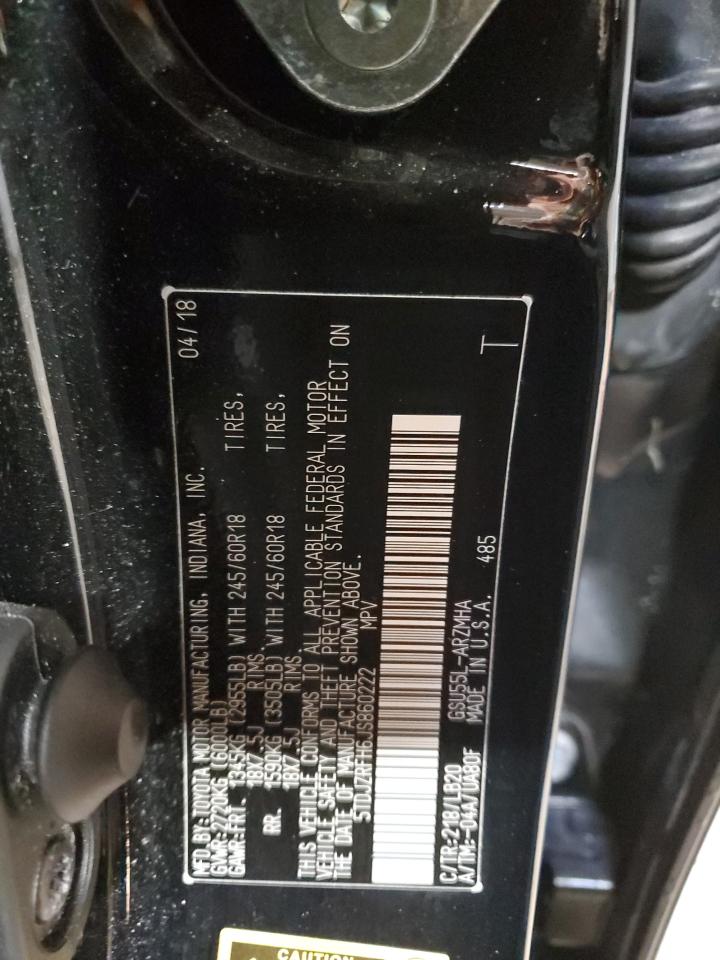 MFD.BY:TOYOTA MOTOR MANUFACTURING, INDIANA, INC. 04/18
GVWR:2720KG (6000LB)
GAWR:FRT. 1345KG (2955LB) WITH 245/60R18 TIRES,
18X7.5J RIMS,
RR. 1590KG (3505LB) WITH 245/60R18 TIRES,
18X7.5J RIMS.
THIS VEHICLE CONFORMS TO ALL APPLICABLE FEDERAL MOTOR
VEHICLE SAFETY AND THEFT PREVENTION STANDARDS IN EFFECT ON
THE DATE OF MANUFACTURE SHOWN ABOVE.
MPV
C/TR:218/LB20 GSU55L-ARZMHA
A/TM:-04A/UA80F MADE IN U.S.A. 485 T
CAUTION